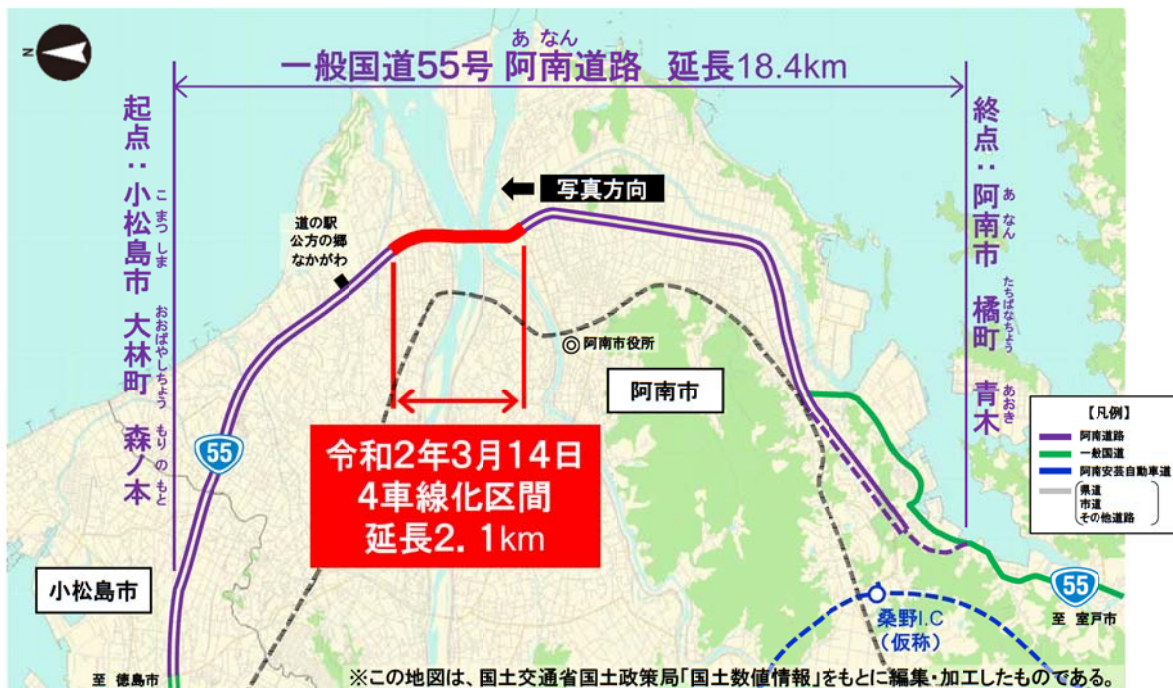 N
あ なん
一般国道55号 阿南道路 延長18.4km
起点：小松島市 大林町 森ノ本
こ まつ しま
おおばやしちょう
もり の もと
終点：阿南市 橘町 青木
あ なん
たちばなちょう
あおき
写真方向
道の駅
公方の郷
なかがわ
阿南市役所
阿南市
令和2年3月14日
4車線化区間
延長2．1km
55
小松島市
至 徳島市
【凡例】
阿南道路
一般国道
阿南安芸自動車道
県道
市道
その他道路
55
至 室戸市
桑野I.C
（仮称）
※この地図は、国土交通省国土政策局「国土数値情報」をもとに編集・加工したものである。